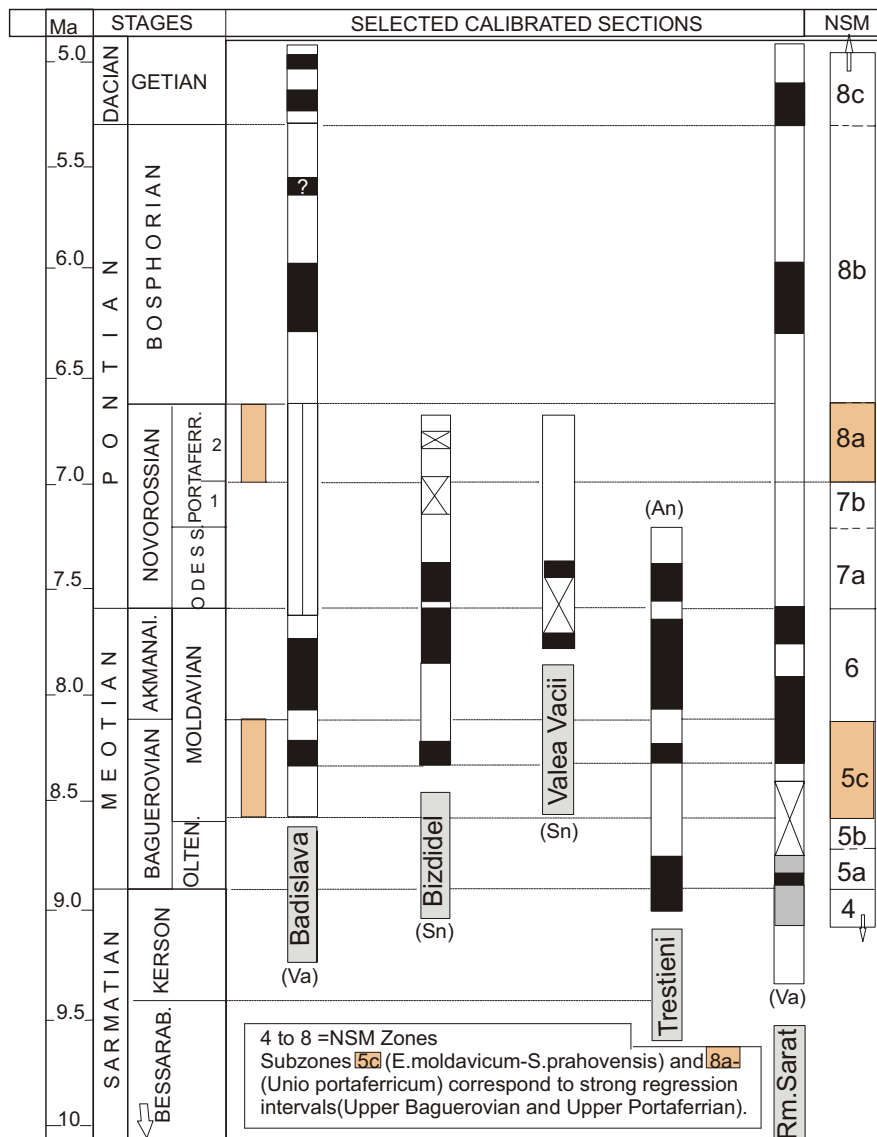 Ma STAGES SELECTED CALIBRATED SECTIONS NSM
5.0
5.5
6.0
6.5
7.0
7.5
8.0
8.5
9.0
9.5
10
DACIAN
PONTIAN
MEOTIAN
SARMATIAN
GETIAN
BOSPHORIAN
NOVOROSSIAN
PORTAFERR.
2
1
ODESS.
AKMANAI.
MOLDAVIAN
BAGUEROVIAN
OLTEN.
KERSON
BESSARAB.
?
Badislava
(Va)
Bizdidel
(Sn)
Valea Vacii
(Sn)
(An)
Trestieni
(Va)
Rm.Sarat
8c
8b
8a
7b
7a
6
5c
5b
5a
4
4 to 8 =NSM Zones
Subzones 5c (E.moldavicum-S.prahovensis) and 8a-
(Unio portaferricum) correspond to strong regression
intervals(Upper Baguerovian and Upper Portaferrian).